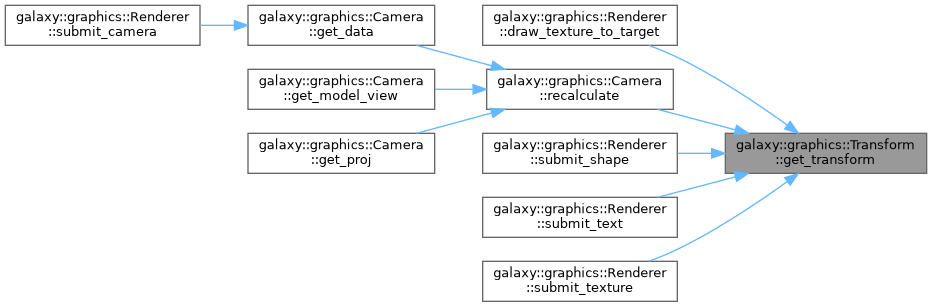 galaxy::graphics::Renderer
::submit_camera
galaxy::graphics::Camera
::get_data
galaxy::graphics::Renderer
::draw_texture_to_target
galaxy::graphics::Camera
::get_model_view
galaxy::graphics::Camera
::recalculate
galaxy::graphics::Camera
::get_proj
galaxy::graphics::Renderer
::submit_shape
galaxy::graphics::Transform
::get_transform
galaxy::graphics::Renderer
::submit_text
galaxy::graphics::Renderer
::submit_texture